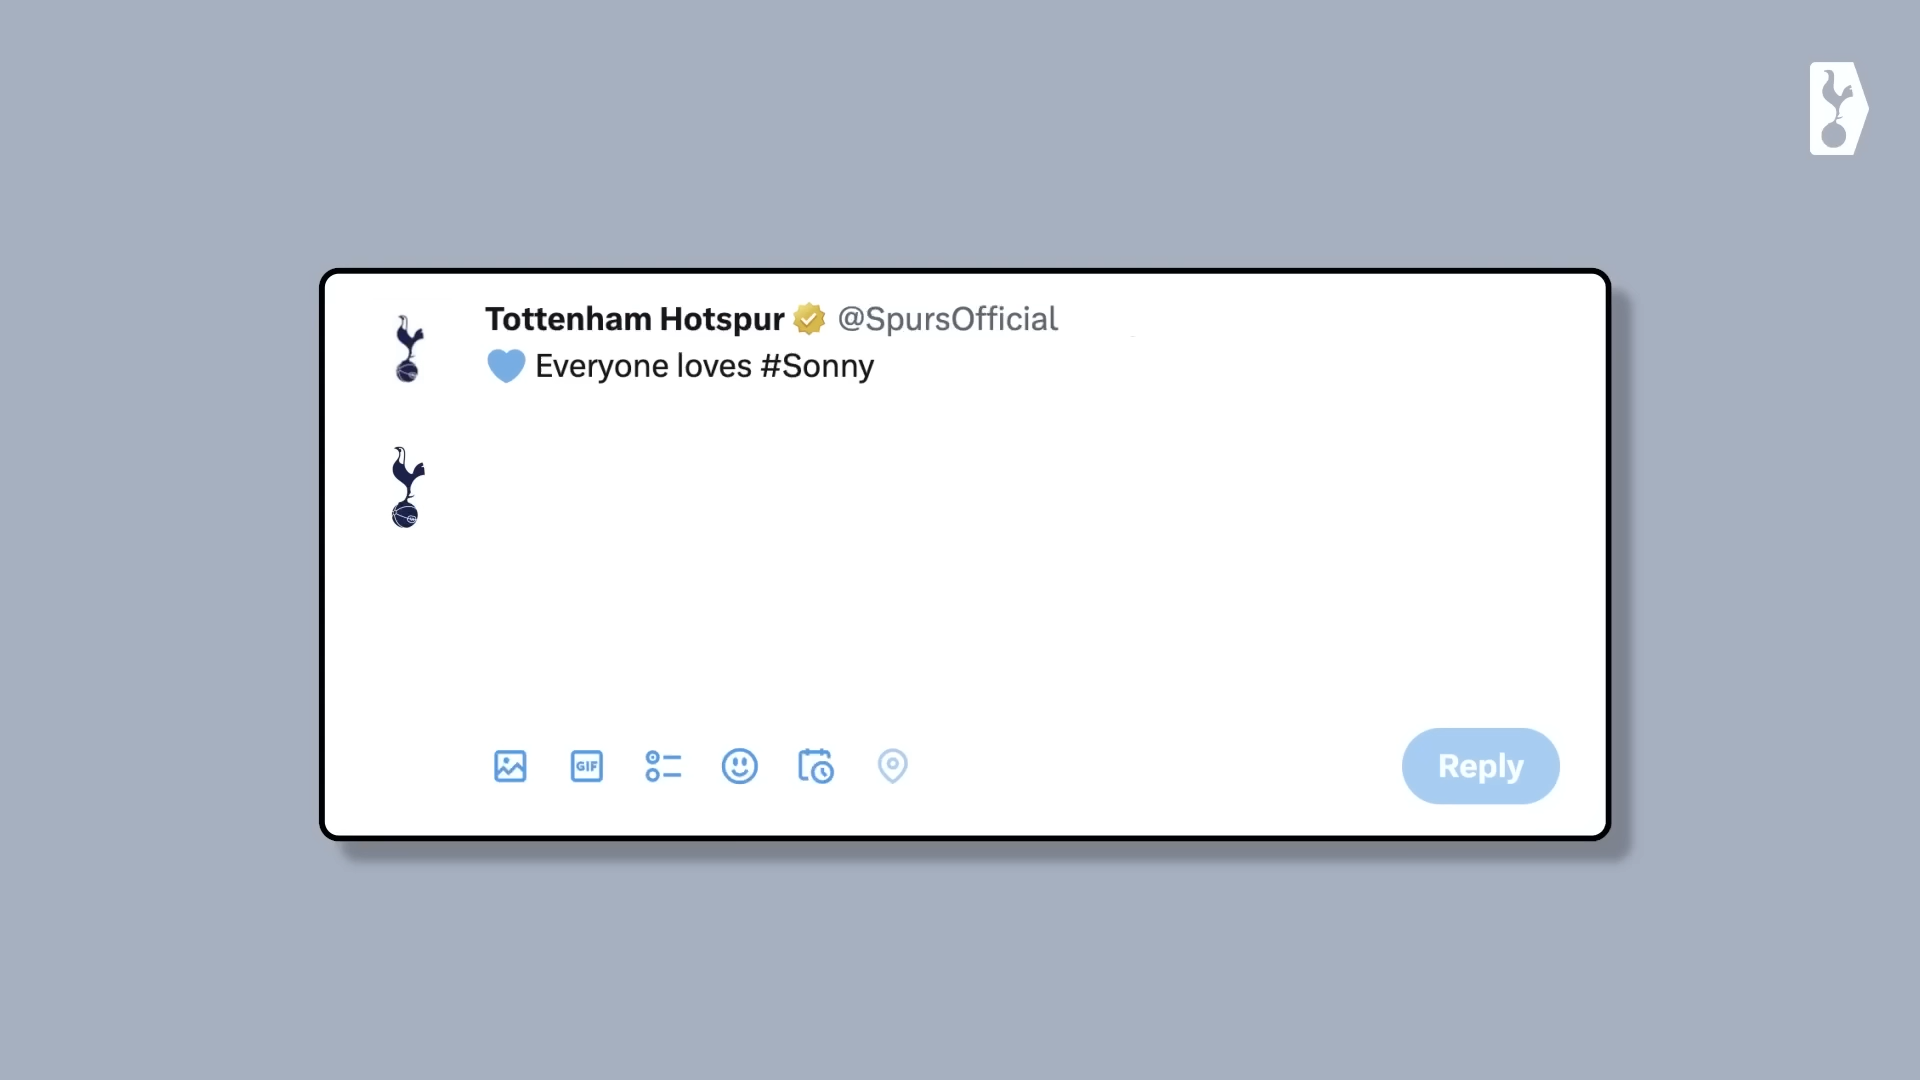 Tottenham Hotspur @SpursOfficial
💙 Everyone loves #Sonny
GIF
Reply